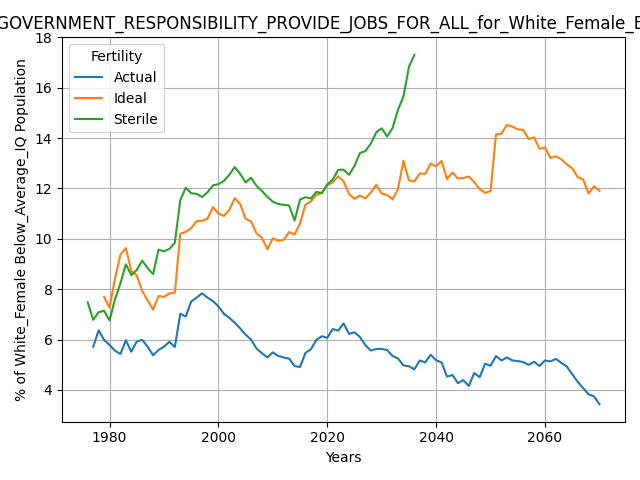 GOVERNMENT_RESPONSIBILITY_PROVIDE_JOBS_FOR_ALL_for_White_Female_B
% of White_Female Below_Average_IQ Population
18
16
14
12
10
8
6
4
Fertility
Actual
Ideal
Sterile
1980
2000
2020
2040
2060
Years